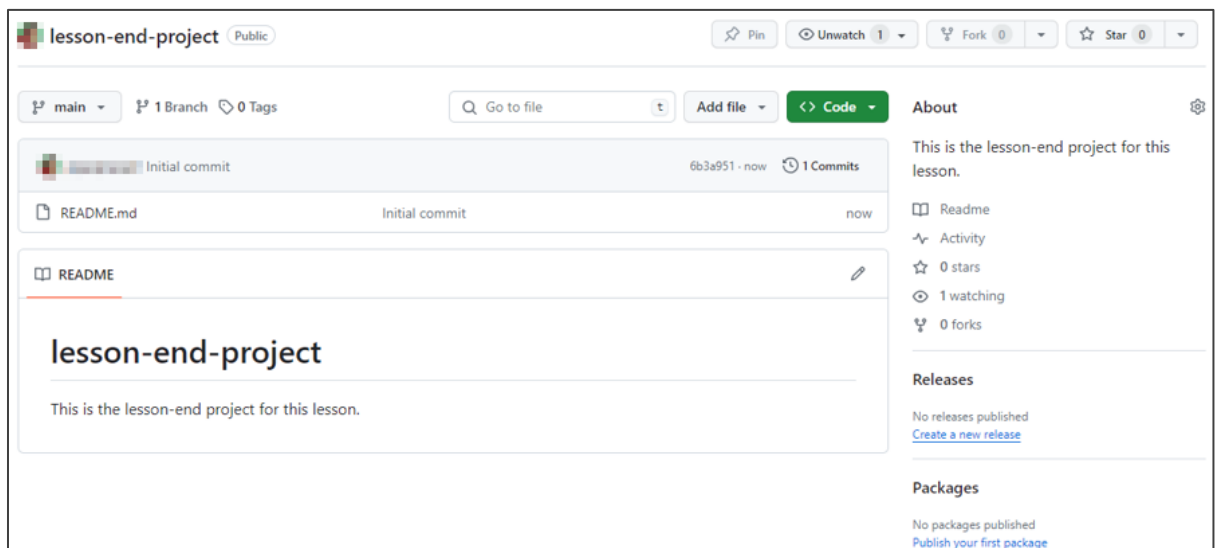 lesson-end-project Public
Pin
Unwatch 1
Fork 0
Star 0
main
1 Branch
0 Tags
Go to file
t
Add file
<> Code
Initial commit
6b3a951 · now
1 Commits
README.md
Initial commit
now
README
lesson-end-project
This is the lesson-end project for this lesson.
About
This is the lesson-end project for this
lesson.
Readme
Activity
0 stars
1 watching
0 forks
Releases
No releases published
Create a new release
Packages
No packages published
Publish your first package